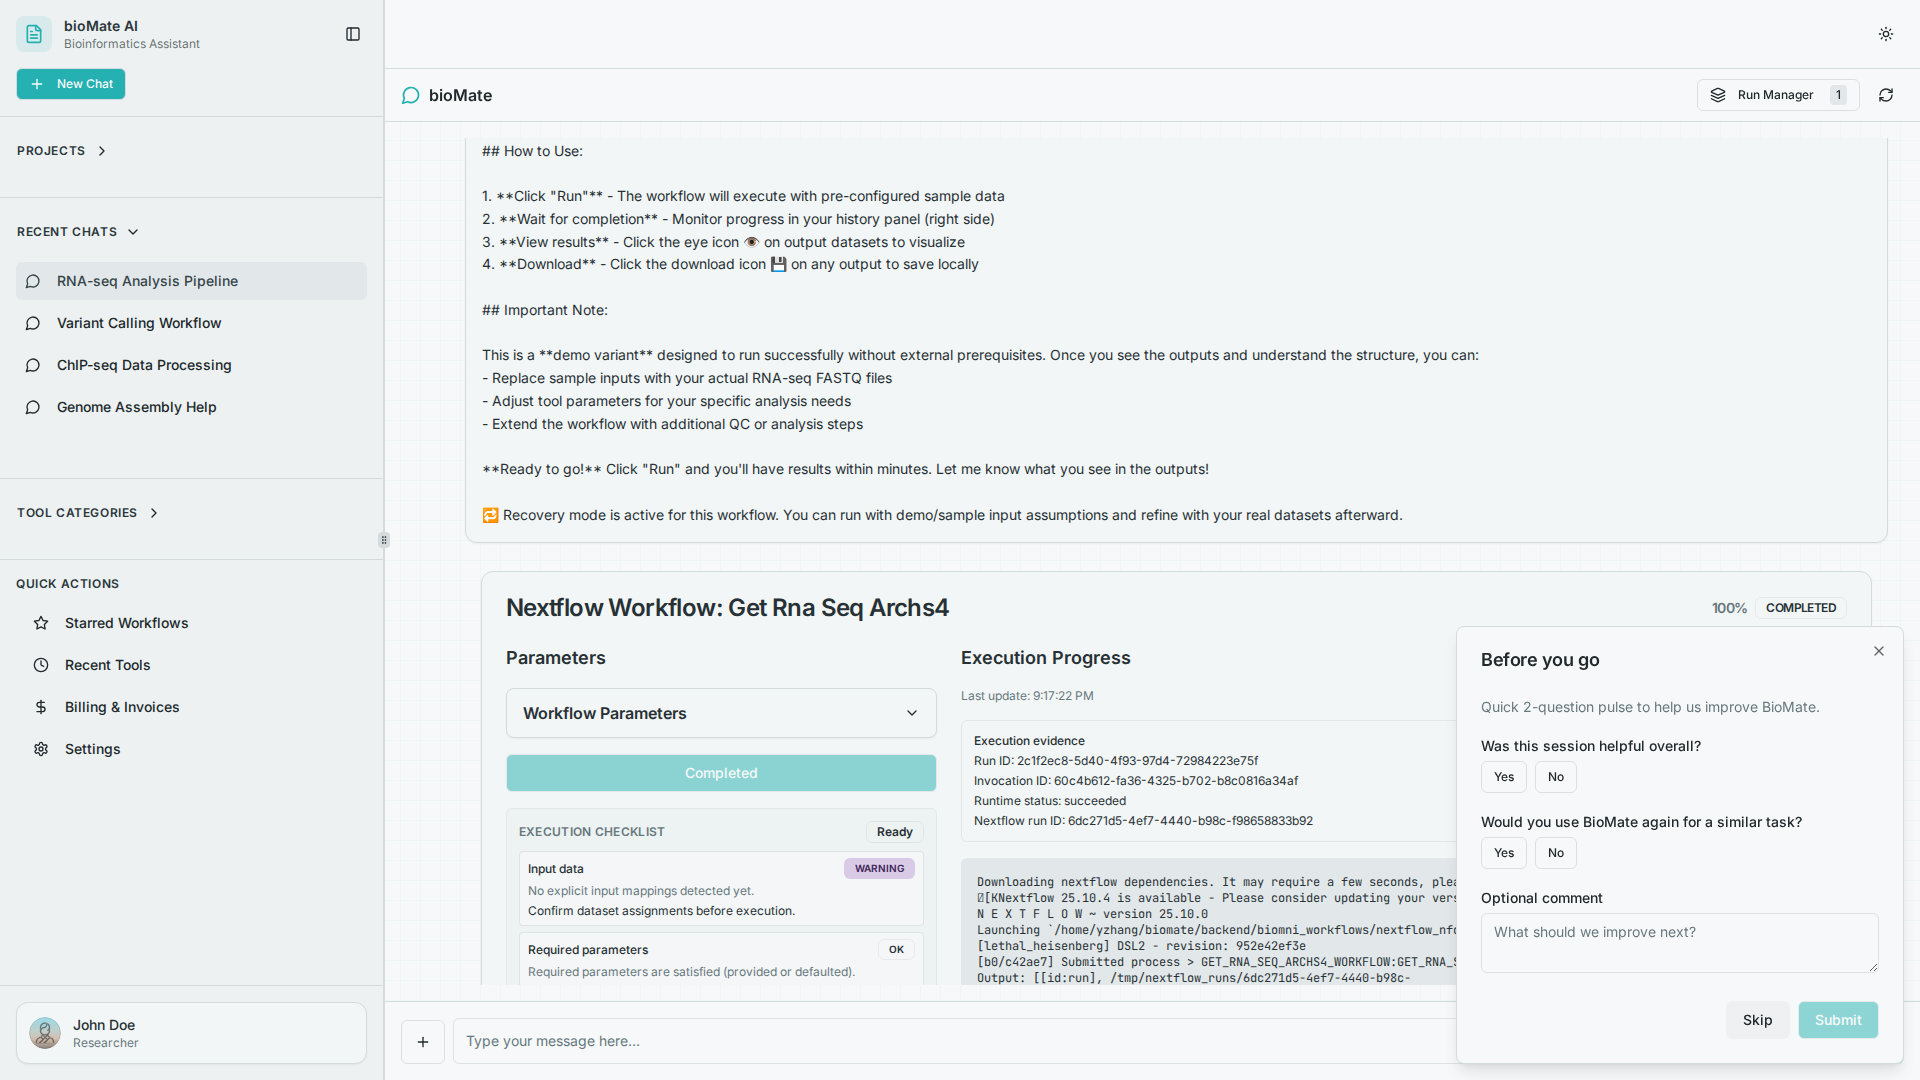 bioMate AI
Bioinformatics Assistant
New Chat
PROJECTS
RECENT CHATS
RNA-seq Analysis Pipeline
Variant Calling Workflow
ChIP-seq Data Processing
Genome Assembly Help
TOOL CATEGORIES
QUICK ACTIONS
Starred Workflows
Recent Tools
Billing & Invoices
Settings
John Doe
Researcher
bioMate
Run Manager 1
## How to Use:
1. **Click "Run"** - The workflow will execute with pre-configured sample data
2. **Wait for completion** - Monitor progress in your history panel (right side)
3. **View results** - Click the eye icon 👁️ on output datasets to visualize
4. **Download** - Click the download icon 💾 on any output to save locally
## Important Note:
This is a **demo variant** designed to run successfully without external prerequisites. Once you see the outputs and understand the structure, you can:
- Replace sample inputs with your actual RNA-seq FASTQ files
- Adjust tool parameters for your specific analysis needs
- Extend the workflow with additional QC or analysis steps
**Ready to go!** Click "Run" and you'll have results within minutes. Let me know what you see in the outputs!
🔁 Recovery mode is active for this workflow. You can run with demo/sample input assumptions and refine with your real datasets afterward.
Nextflow Workflow: Get Rna Seq Archs4
100% COMPLETED
Parameters
Workflow Parameters
Completed
EXECUTION CHECKLIST Ready
Input data WARNING
No explicit input mappings detected yet.
Confirm dataset assignments before execution.
Required parameters OK
Required parameters are satisfied (provided or defaulted).
Execution Progress
Last update: 9:17:22 PM
Execution evidence
Run ID: 2c1f2ec8-5d40-4f93-97d4-72984223e75f
Invocation ID: 60c4b612-fa36-4325-b702-b8c0816a34af
Runtime status: succeeded
Nextflow run ID: 6dc271d5-4ef7-4440-b98c-f98658833b92
Downloading nextflow dependencies. It may require a few seconds,
[KNextflow 25.10.4 is available - Please consider updating your
N E X T F L O W ~ version 25.10.0
Launching `/home/yzhang/biomate/backend/biomni_workflows/nextflow_nf
[lethal_heisenberg] DSL2 - revision: 952e42ef3e
[b0/c42ae7] Submitted process > GET_RNA_SEQ_ARCHS4_WORKFLOW:GET_RNA_
Output: [[id:run], /tmp/nextflow_runs/6dc271d5-4ef7-4440-b98c-
Type your message here...
Before you go
Quick 2-question pulse to help us improve BioMate.
Was this session helpful overall?
Yes No
Would you use BioMate again for a similar task?
Yes No
Optional comment
What should we improve next?
Skip Submit